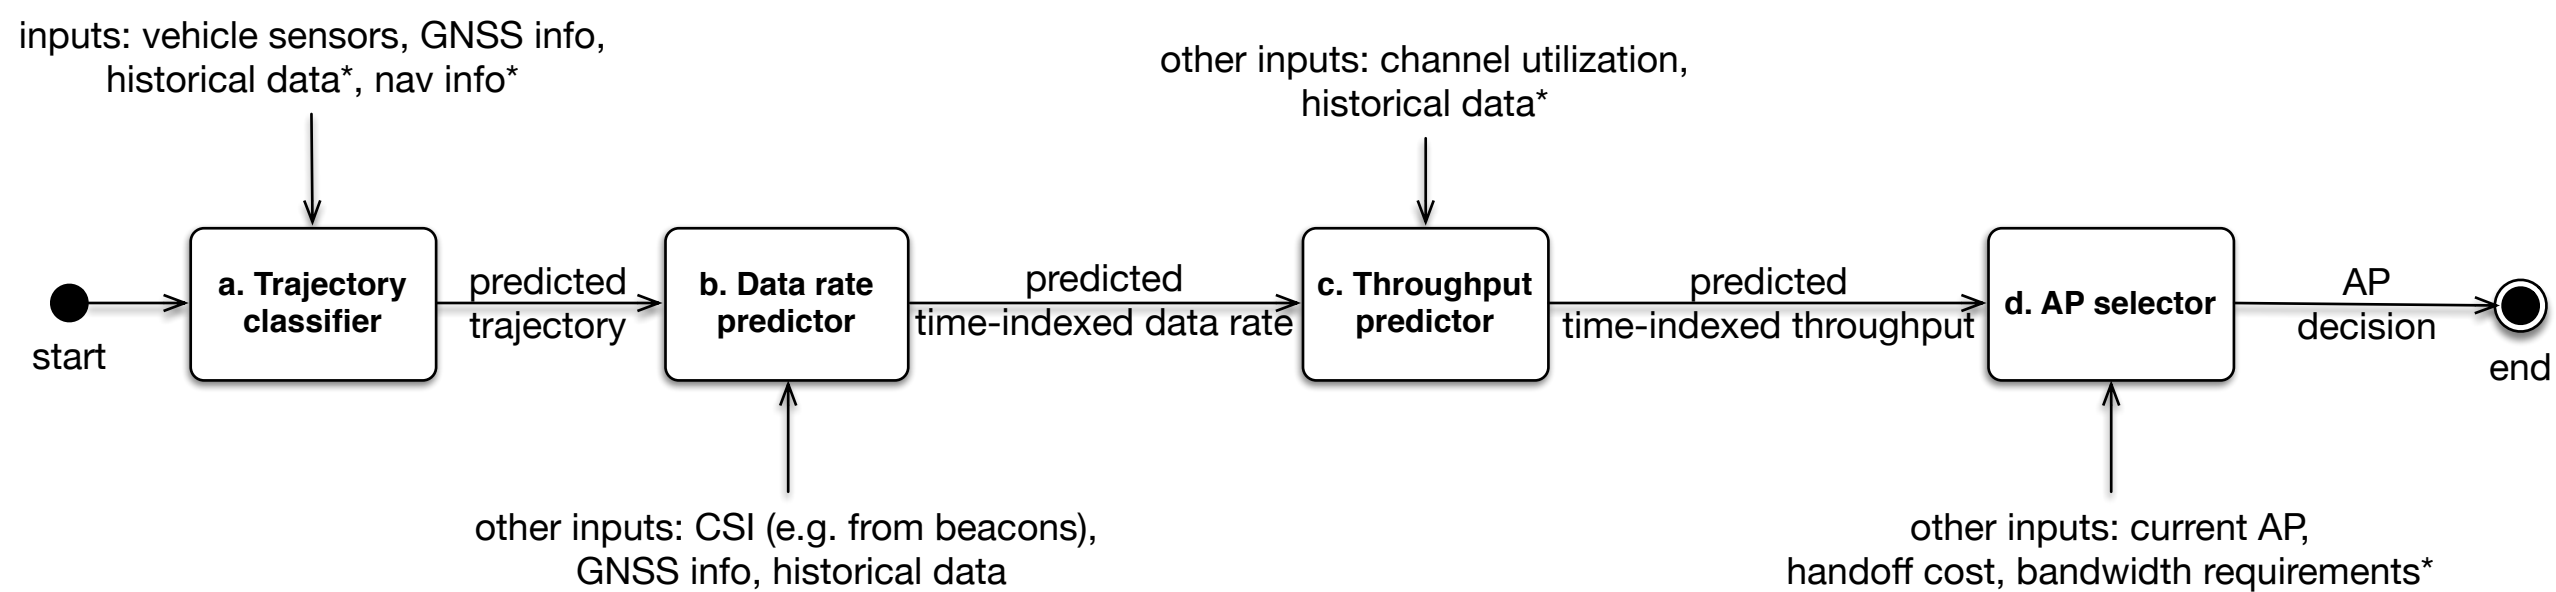 inputs: vehicle sensors, GNSS info,
historical data*, nav info*
other inputs: channel utilization,
historical data*
start
a. Trajectory
classifier
predicted
trajectory
b. Data rate
predictor
predicted
time-indexed data rate
c. Throughput
predictor
predicted
time-indexed throughput
d. AP selector
AP
decision
end
other inputs: CSI (e.g. from beacons),
GNSS info, historical data
other inputs: current AP,
handoff cost, bandwidth requirements*